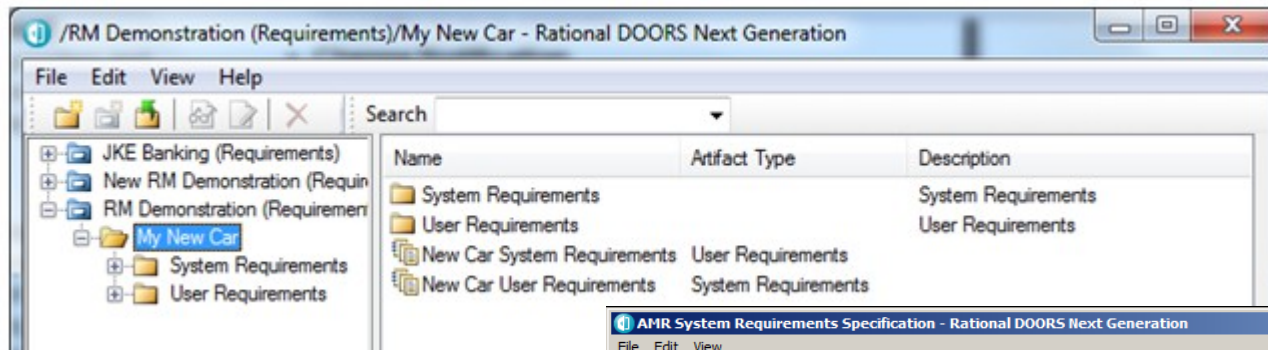 /RM Demonstration (Requirements)/My New Car - Rational DOORS Next Generation
File Edit View Help
Search
JKE Banking (Requirements)
New RM Demonstration (Requir
RM Demonstration (Requiremen
My New Car
System Requirements
User Requirements
Name Artifact Type Description
System Requirements System Requirements
User Requirements User Requirements
New Car System Requirements User Requirements
New Car User Requirements System Requirements
AMR System Requirements Specification - Rational DOORS Next Generation
File Edit View